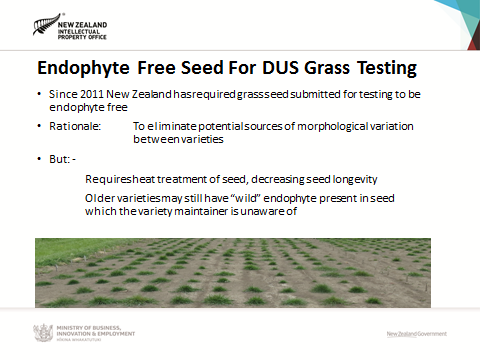 NEW ZEALAND
INTELLECTUAL
PROPERTY OFFICE
Endophyte Free Seed For DUS Grass Testing
• Since 2011 New Zealand has required grass seed submitted for testing to be
endophyte free
• Rationale: To eliminate potential sources of morphological variation
between varieties
• But: -
Requires heat treatment of seed, decreasing seed longevity
Older varieties may still have “wild” endophyte present in seed
which the variety maintainer is unaware of
MINISTRY OF BUSINESS,
INNOVATION & EMPLOYMENT
HĪKINA WHAKATUTUKI
New Zealand Government